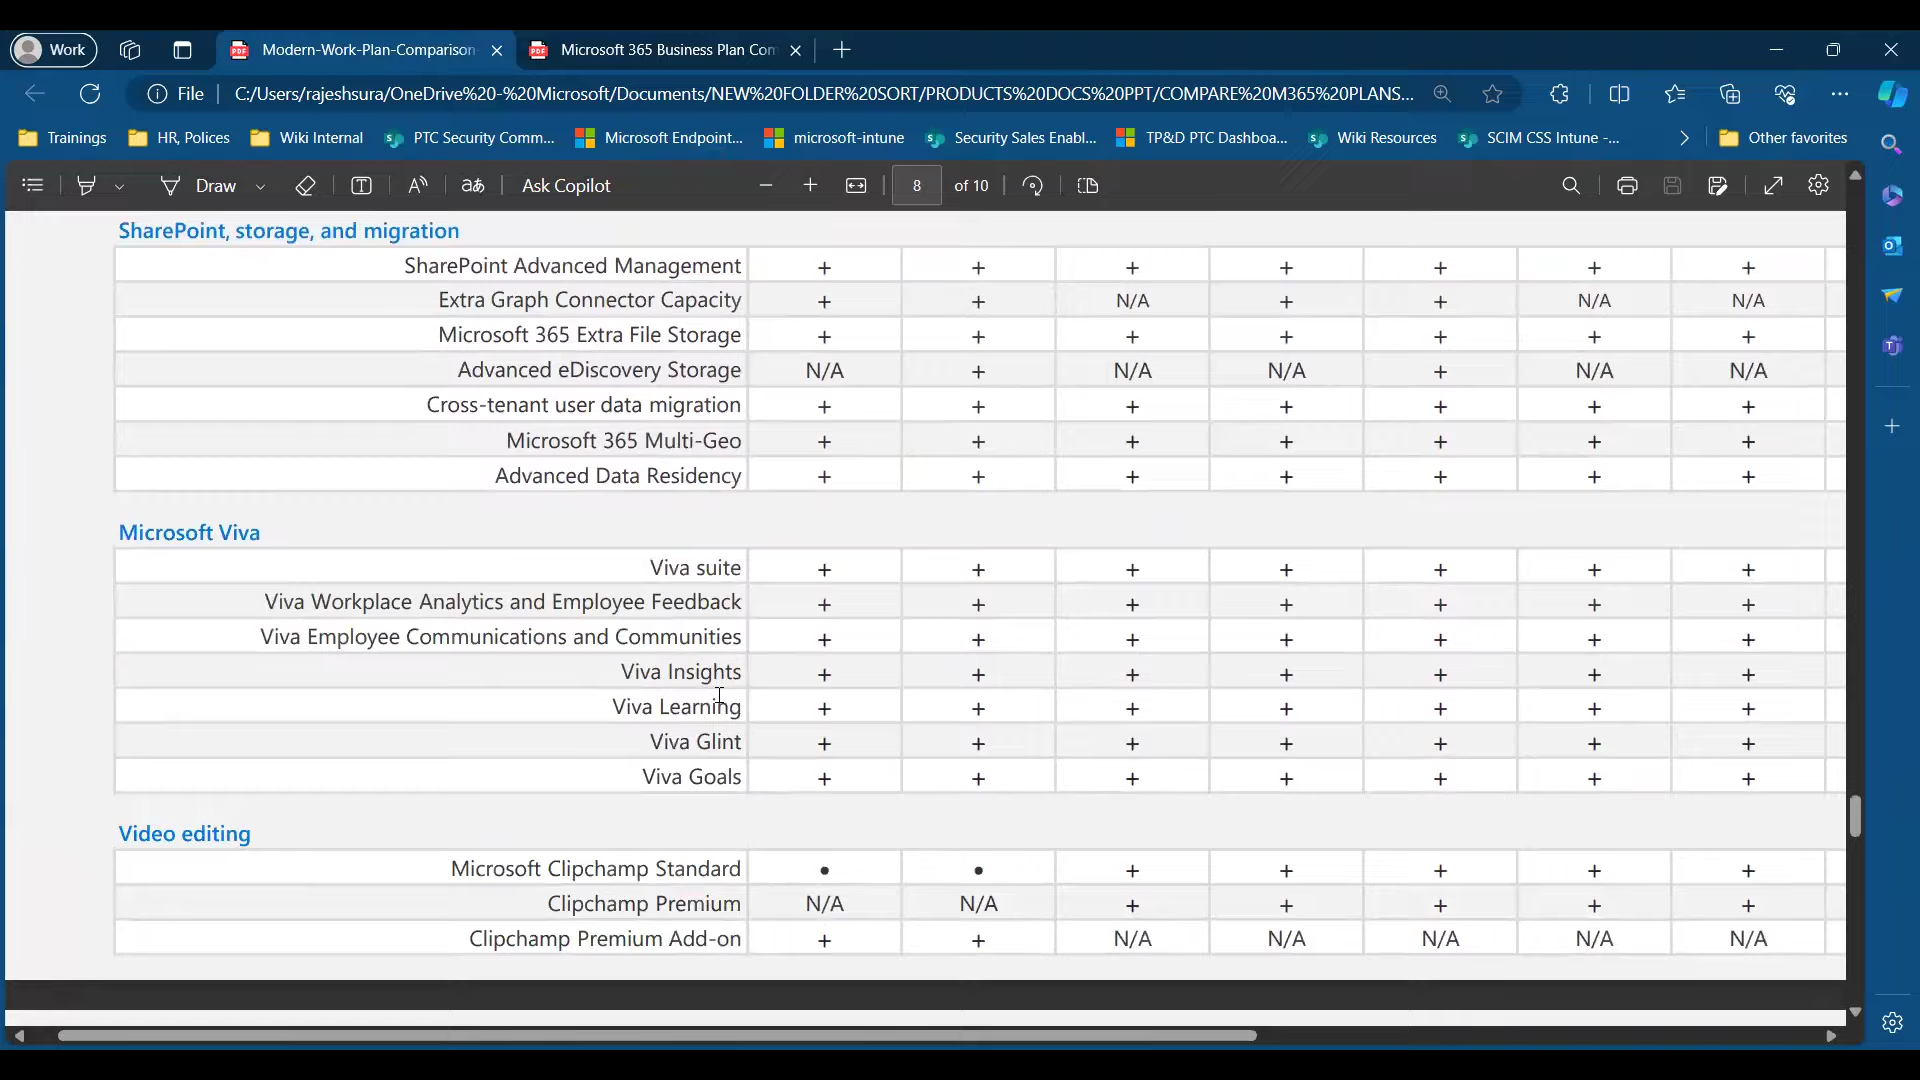 Work
Modern-Work-Plan-Comparison-
Microsoft 365 Business Plan Com
File
C:/Users/rajeshsura/OneDrive%20-%20Microsoft/Documents/NEW%20FOLDER%20SORT/PRODUCTS%20DOCS%20PPT/COMPARE%20M365%20PLANS...
Trainings
HR, Polices
Wiki Internal
PTC Security Comm...
Microsoft Endpoint...
microsoft-intune
Security Sales Enabl...
TP&D PTC Dashboa...
Wiki Resources
SCIM CSS Intune -...
Other favorites
Draw
Ask Copilot
8 of 10
SharePoint, storage, and migration
SharePoint Advanced Management + + + + + + +
Extra Graph Connector Capacity + + N/A + + N/A N/A
Microsoft 365 Extra File Storage + + + + + + +
Advanced eDiscovery Storage N/A + N/A N/A + N/A N/A
Cross-tenant user data migration + + + + + + +
Microsoft 365 Multi-Geo + + + + + + +
Advanced Data Residency + + + + + + +
Microsoft Viva
Viva suite + + + + + + +
Viva Workplace Analytics and Employee Feedback + + + + + + +
Viva Employee Communications and Communities + + + + + + +
Viva Insights + + + + + + +
Viva Learning + + + + + + +
Viva Glint + + + + + + +
Viva Goals + + + + + + +
Video editing
Microsoft Clipchamp Standard • • + + + + +
Clipchamp Premium N/A N/A + + + + +
Clipchamp Premium Add-on + + N/A N/A N/A N/A N/A